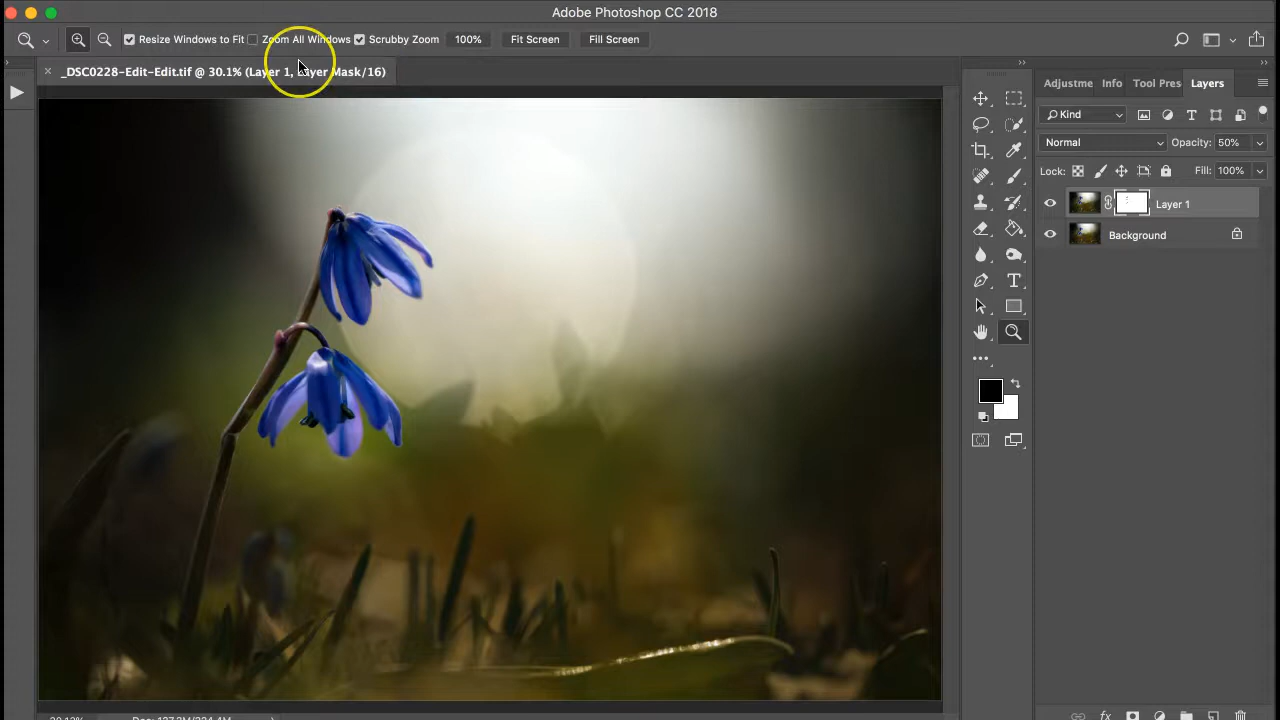 Adobe Photoshop CC 2018
Resize Windows to Fit Zoom All Windows Scrubby Zoom 100% Fit Screen Fill Screen
_DSC0228-Edit-Edit.tif @ 30.1% (Layer 1, Layer Mask/16)
Adjustme Info Tool Pres Layers
Kind
Normal Opacity: 50%
Lock: Fill: 100%
Layer 1
Background